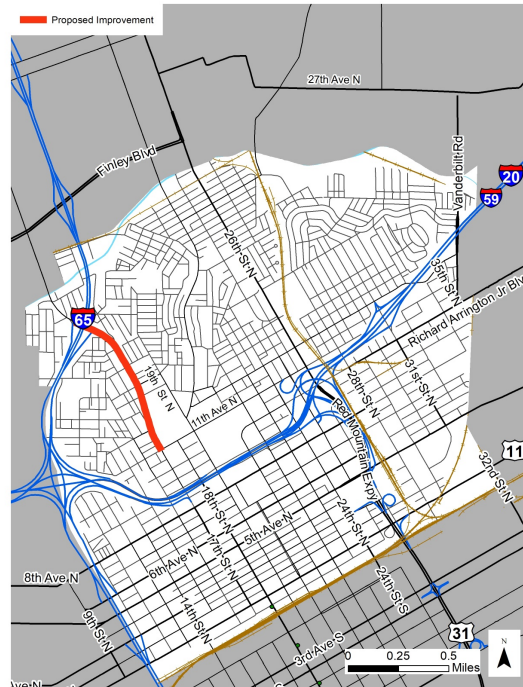 Proposed Improvement
27th Ave N
Finley Blvd
Vanderbilt Rd
20
59
26th St N
35th St N
65
Richard Arrington Jr Blv
19th St N
31st St N
28th St N
11th Ave N
Red Mountain Expy
11
32nd St N
18th St N
5th Ave N
24th St N
6th Ave N
17th St N
8th Ave N
24th St S
14th St N
9th St N
31
3rd Ave S
N
0 0.25 0.5
Miles
Ave N
S